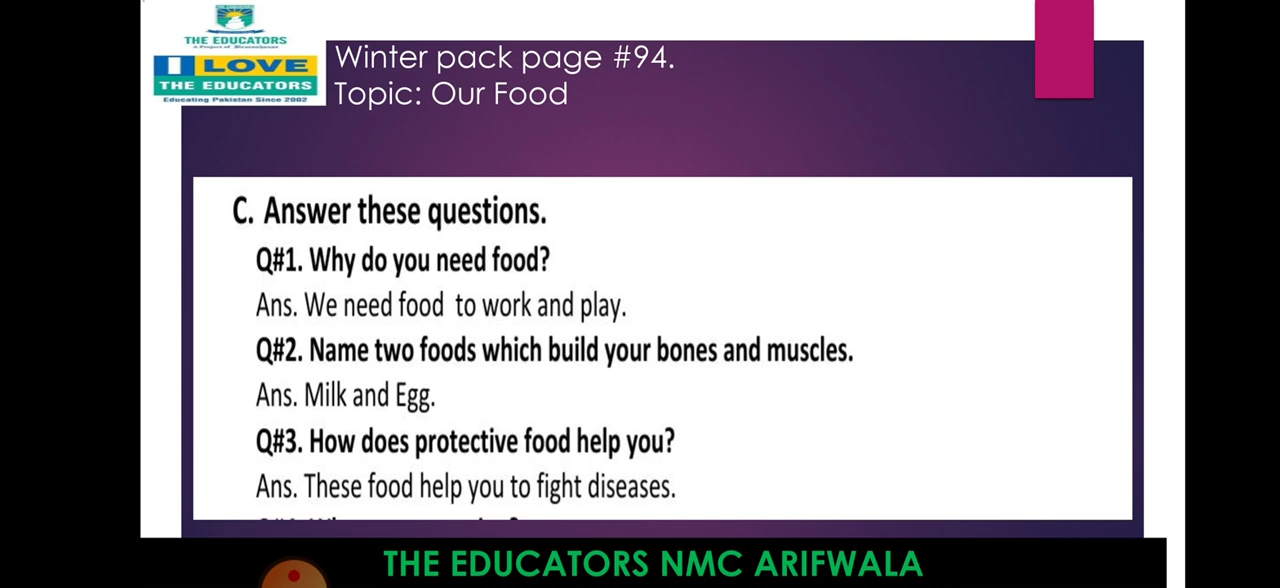 THE EDUCATORS
I LOVE
THE EDUCATORS
Educating Pakistan Since 2002
Winter pack page #94.
Topic: Our Food
C. Answer these questions.
Q#1. Why do you need food?
Ans. We need food to work and play.
Q#2. Name two foods which build your bones and muscles.
Ans. Milk and Egg.
Q#3. How does protective food help you?
Ans. These food help you to fight diseases.
THE EDUCATORS NMC ARIFWALA